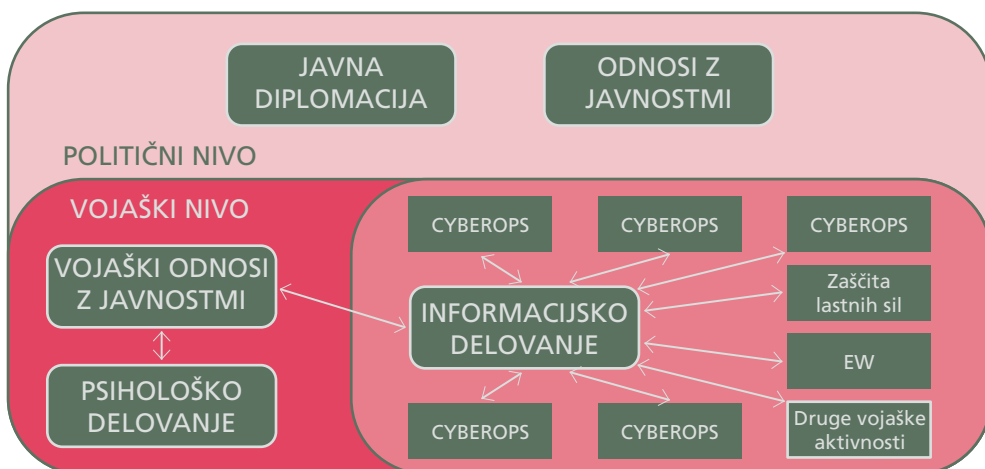 JAVNA
DIPLOMACIJA
ODNOSI Z
JAVNOSTMI
POLITIČNI NIVO
VOJAŠKI NIVO
VOJAŠKI ODNOSI
Z JAVNOSTMI
PSIHOLOŠKO
DELOVANJE
CYBEROPS
CYBEROPS
CYBEROPS
INFORMACIJSKO
DELOVANJE
Zaščita
lastnih sil
EW
CYBEROPS
CYBEROPS
Druge vojaške
aktivnosti